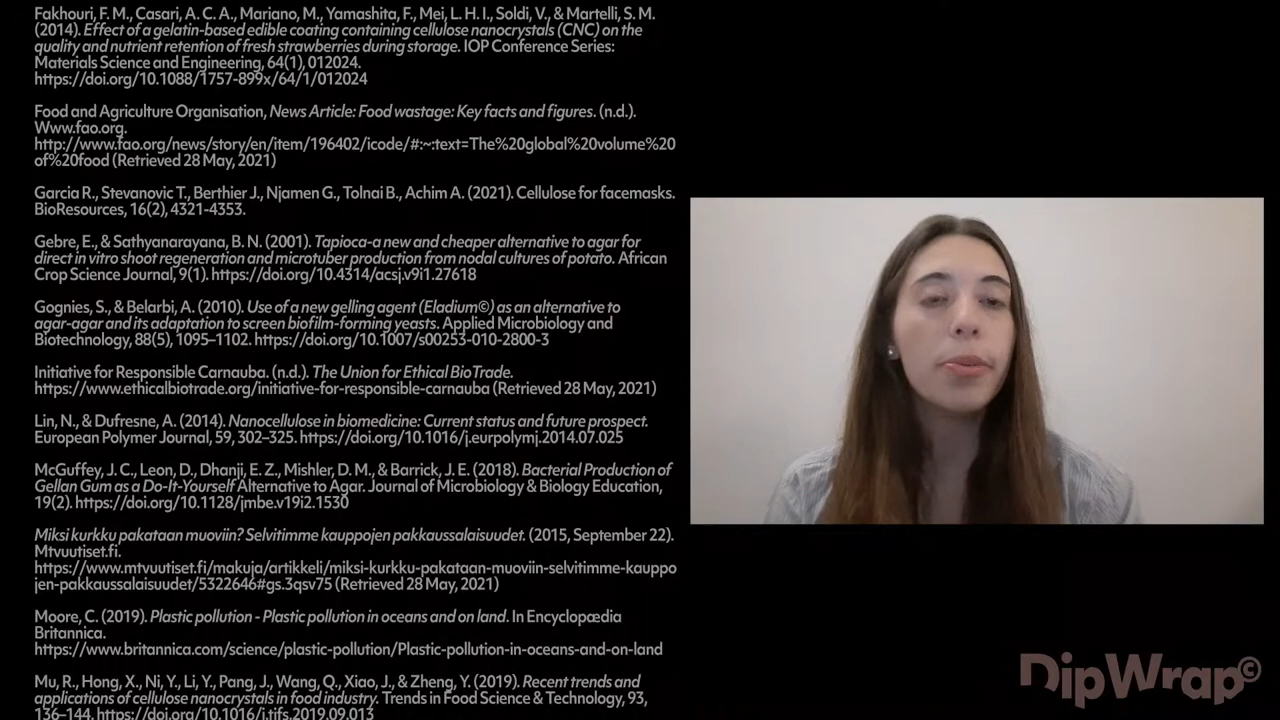 Fakhouri, F. M., Casari, A. C. A., Mariano, M., Yamashita, F., Mei, L. H. I., Soldi, V., & Martelli, S. M.
(2014). Effect of a gelatin-based edible coating containing cellulose nanocrystals (CNC) on the
quality and nutrient retention of fresh strawberries during storage. IOP Conference Series:
Materials Science and Engineering, 64(1), 012024.
https://doi.org/10.1088/1757-899x/64/1/012024
Food and Agriculture Organisation, News Article: Food wastage: Key facts and figures. (n.d.).
Www.fao.org.
http://www.fao.org/news/story/en/item/196402/icode/#:~:text=The%20global%20volume%20
of%20food (Retrieved 28 May, 2021)
Garcia R., Stevanovic T., Berthier J., Njamen G., Tolnai B., Achim A. (2021). Cellulose for facemasks.
BioResources, 16(2), 4321-4353.
Gebre, E., & Sathyanarayana, B. N. (2001). Tapioca-a new and cheaper alternative to agar for
direct in vitro shoot regeneration and microtuber production from nodal cultures of potato. African
Crop Science Journal, 9(1). https://doi.org/10.4314/acsj.v9i1.27618
Gognies, S., & Belarbi, A. (2010). Use of a new gelling agent (Eladium©) as an alternative to
agar-agar and its adaptation to screen biofilm-forming yeasts. Applied Microbiology and
Biotechnology, 88(5), 1095–1102. https://doi.org/10.1007/s00253-010-2800-3
Initiative for Responsible Carnauba. (n.d.). The Union for Ethical BioTrade.
https://www.ethicalbiotrade.org/initiative-for-responsible-carnauba (Retrieved 28 May, 2021)
Lin, N., & Dufresne, A. (2014). Nanocellulose in biomedicine: Current status and future prospect.
European Polymer Journal, 59, 302–325. https://doi.org/10.1016/j.eurpolymj.2014.07.025
McGuffey, J. C., Leon, D., Dhanji, E. Z., Mishler, D. M., & Barrick, J. E. (2018). Bacterial Production of
Gellan Gum as a Do-It-Yourself Alternative to Agar. Journal of Microbiology & Biology Education,
19(2). https://doi.org/10.1128/jmbe.v19i2.1530
Miksi kurkku pakataan muoviin? Selvitimme kauppojen pakkaussalaisuudet. (2015, September 22).
Mtvuutiset.fi.
https://www.mtvuutiset.fi/makuja/artikkeli/miksi-kurkku-pakataan-muoviin-selvitimme-kauppo
jen-pakkaussalaisuudet/5322646#gs.3qsv75 (Retrieved 28 May, 2021)
Moore, C. (2019). Plastic pollution - Plastic pollution in oceans and on land. In Encyclopædia
Britannica.
https://www.britannica.com/science/plastic-pollution/Plastic-pollution-in-oceans-and-on-land
Mu, R., Hong, X., Ni, Y., Li, Y., Pang, J., Wang, Q., Xiao, J., & Zheng, Y. (2019). Recent trends and
applications of cellulose nanocrystals in food industry. Trends in Food Science & Technology, 93,
136–144. https://doi.org/10.1016/j.tifs.2019.09.013
DipWrap©